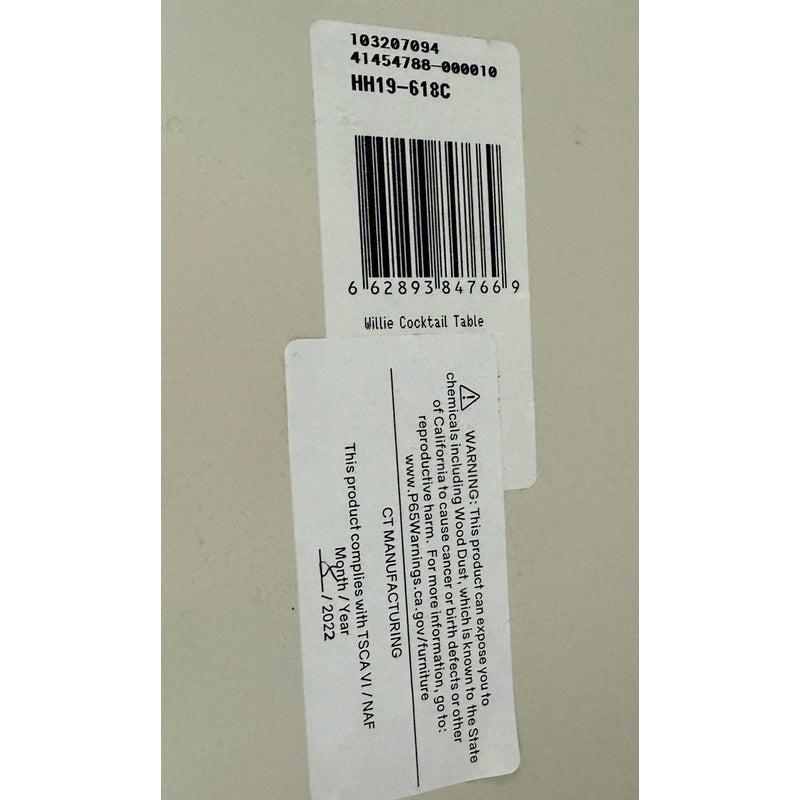 103207094
41454788-000010
HH19-618C
6 62893 84766 9
Willie Cocktail Table
WARNING: This product can expose you to
chemicals including Wood Dust, which is known to the State
of California to cause cancer or birth defects or other
reproductive harm. For more information, go to:
www.P65Warnings.ca.gov/furniture
CT MANUFACTURING
This product complies with TSCA VI / NAF
Month / Year
8 / 2022